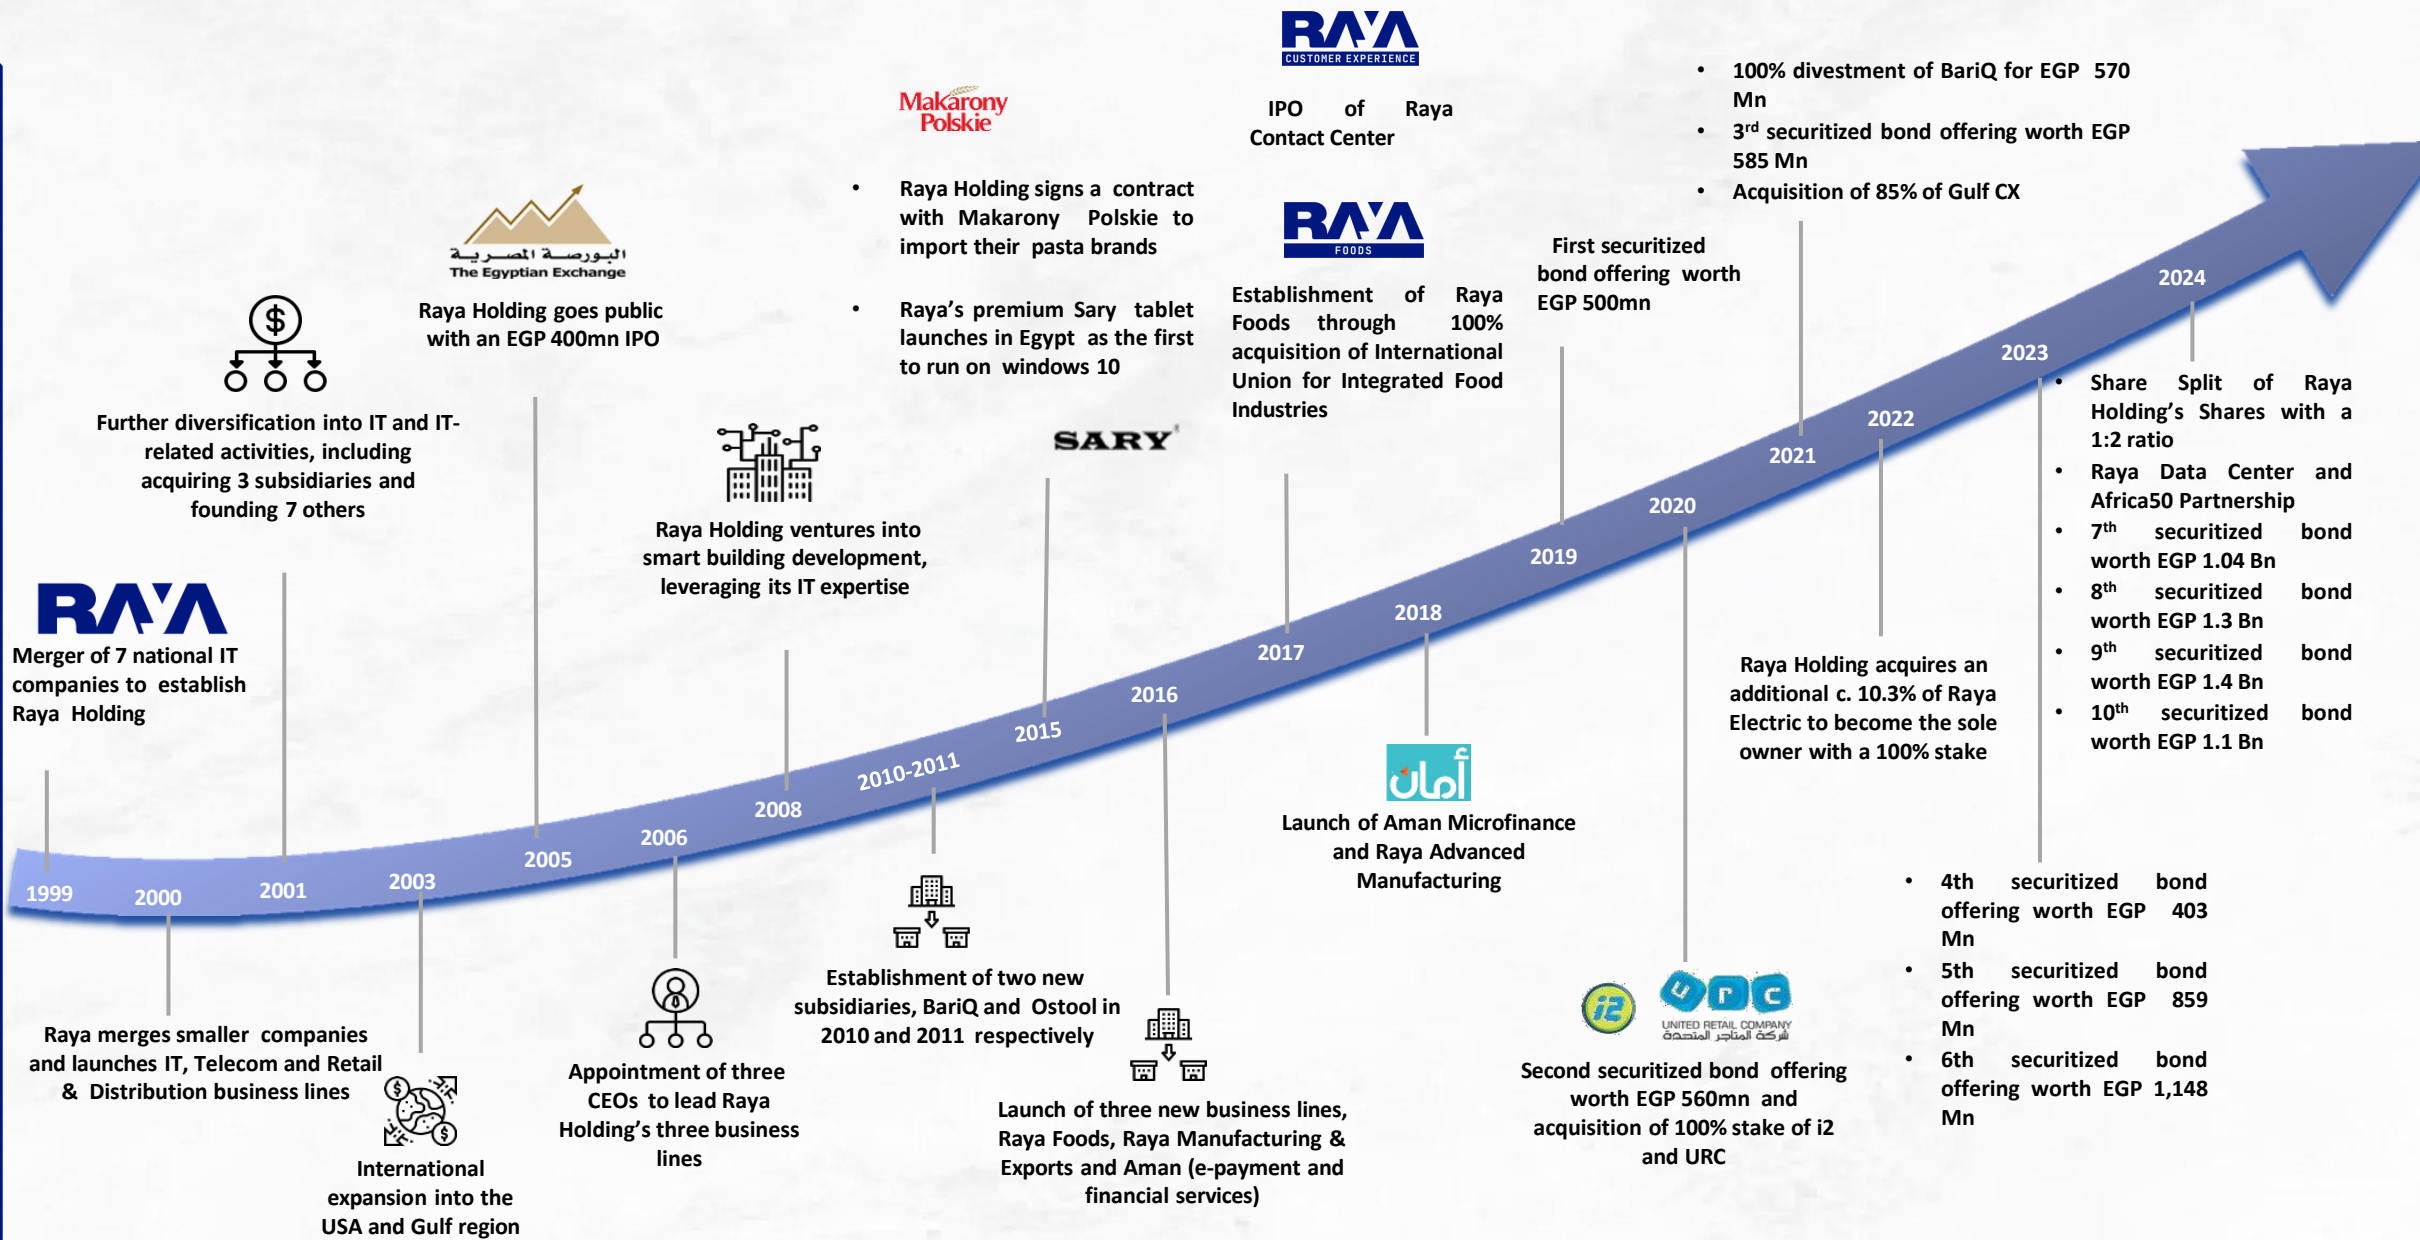 RAYA
Merger of 7 national IT
companies to establish
Raya Holding
1999
2000
Raya merges smaller companies
and launches IT, Telecom and Retail
& Distribution business lines
Further diversification into IT and IT-
related activities, including
acquiring 3 subsidiaries and
founding 7 others
2001
2003
International
expansion into the
USA and Gulf region
البورصة المصرية
The Egyptian Exchange
Raya Holding goes public
with an EGP 400mn IPO
2005
2006
Appointment of three
CEOs to lead Raya
Holding's three business
lines
Raya Holding ventures into
smart building development,
leveraging its IT expertise
2008
2010-2011
Establishment of two new
subsidiaries, BariQ and Ostool in
2010 and 2011 respectively
Makarony
Polskie
• Raya Holding signs a contract
with Makarony Polskie to
import their pasta brands
• Raya's premium Sary tablet
launches in Egypt as the first
to run on windows 10
SARY
2015
2016
Launch of three new business lines,
Raya Foods, Raya Manufacturing &
Exports and Aman (e-payment and
financial services)
RAYA
CUSTOMER EXPERIENCE
IPO of Raya
Contact Center
RAYA
FOODS
Establishment of Raya
Foods through 100%
acquisition of International
Union for Integrated Food
Industries
2017
2018
أمان
Launch of Aman Microfinance
and Raya Advanced
Manufacturing
First securitized
bond offering worth
EGP 500mn
2019
2020
i2
urc
UNITED RETAIL COMPANY
شركة المتاجر المتحدة
Second securitized bond offering
worth EGP 560mn and
acquisition of 100% stake of i2
and URC
• 100% divestment of BariQ for EGP 570
Mn
• 3rd securitized bond offering worth EGP
585 Mn
• Acquisition of 85% of Gulf CX
2021
2022
Raya Holding acquires an
additional c. 10.3% of Raya
Electric to become the sole
owner with a 100% stake
2023
• 4th securitized bond
offering worth EGP 403
Mn
• 5th securitized bond
offering worth EGP 859
Mn
• 6th securitized bond
offering worth EGP 1,148
Mn
2024
• Share Split of Raya
Holding's Shares with a
1:2 ratio
• Raya Data Center and
Africa50 Partnership
• 7th securitized bond
worth EGP 1.04 Bn
• 8th securitized bond
worth EGP 1.3 Bn
• 9th securitized bond
worth EGP 1.4 Bn
• 10th securitized bond
worth EGP 1.1 Bn